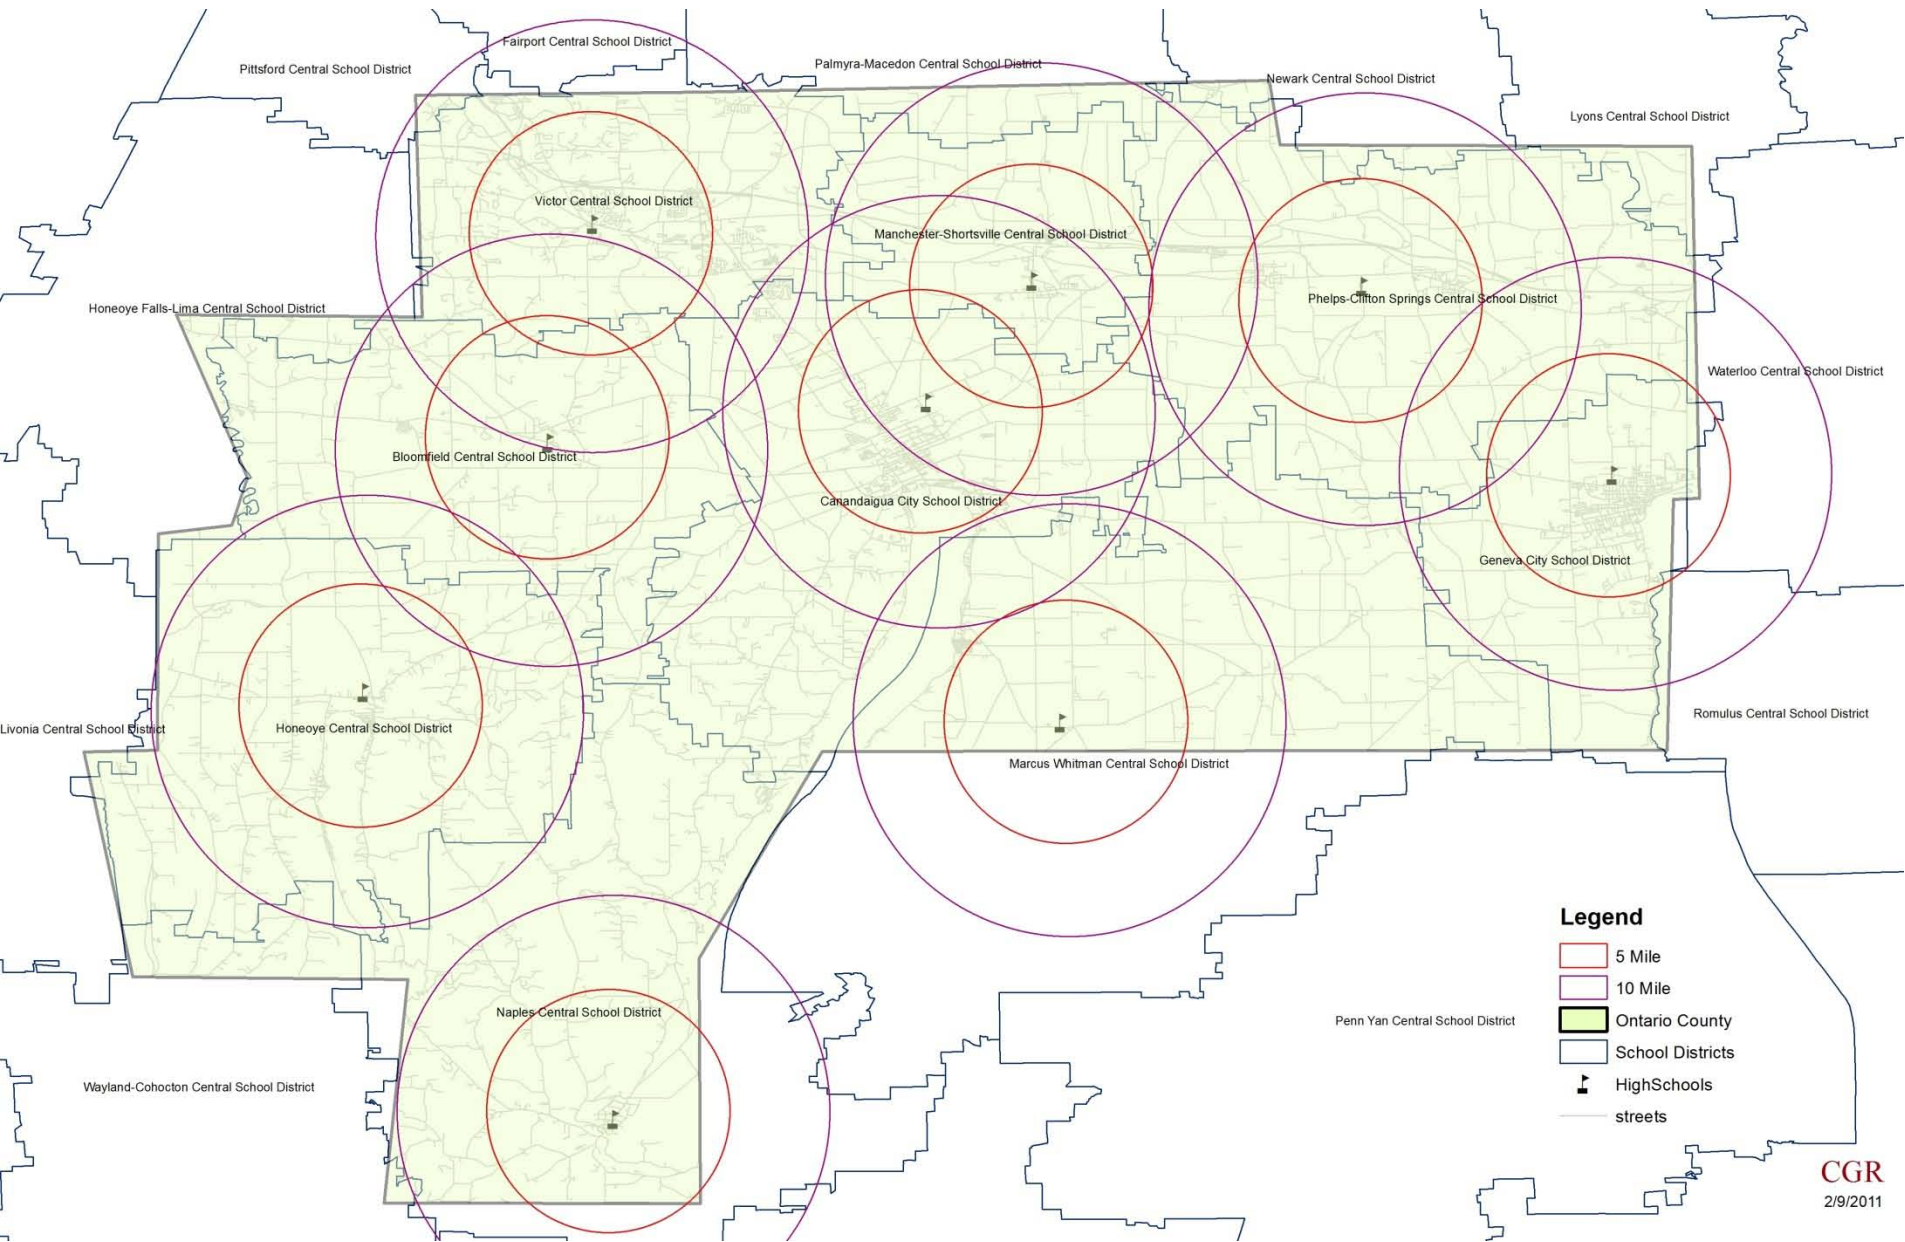 Fairport Central School District
Pittsford Central School District
Palmyra-Macedon Central School District
Newark Central School District
Lyons Central School District
Victor Central School District
Manchester-Shortsville Central School District
Honeoye Falls-Lima Central School District
Phelps-Clifton Springs Central School District
Waterloo Central School District
Bloomfield Central School District
Canandaigua City School District
Geneva City School District
Livonia Central School District
Honeoye Central School District
Romulus Central School District
Marcus Whitman Central School District
Naples Central School District
Penn Yan Central School District
Wayland-Cohocton Central School District
Legend
5 Mile
10 Mile
Ontario County
School Districts
HighSchools
streets
CGR
2/9/2011